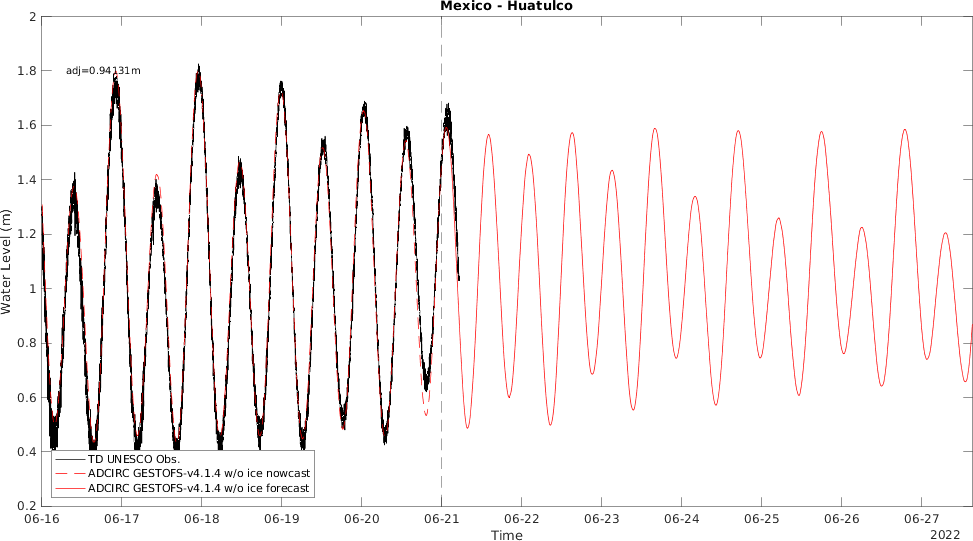 Mexico - Huatulco
2
1.8
1.6
1.4
1.2
1
0.8
0.6
0.4
0.2
Water Level (m)
adj=0.94131m
TD UNESCO Obs.
ADCIRC GESTOFS-v4.1.4 w/o ice nowcast
ADCIRC GESTOFS-v4.1.4 w/o ice forecast
06-16 06-17 06-18 06-19 06-20 06-21 06-22 06-23 06-24 06-25 06-26 06-27
Time
2022